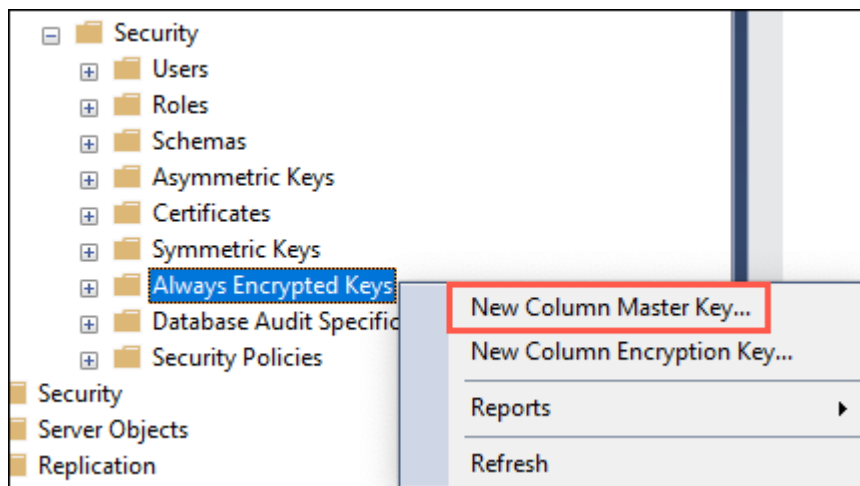 Security
Users
Roles
Schemas
Asymmetric Keys
Certificates
Symmetric Keys
Always Encrypted Keys
Database Audit Specific
Security Policies
Security
Server Objects
Replication
New Column Master Key...
New Column Encryption Key...
Reports
Refresh